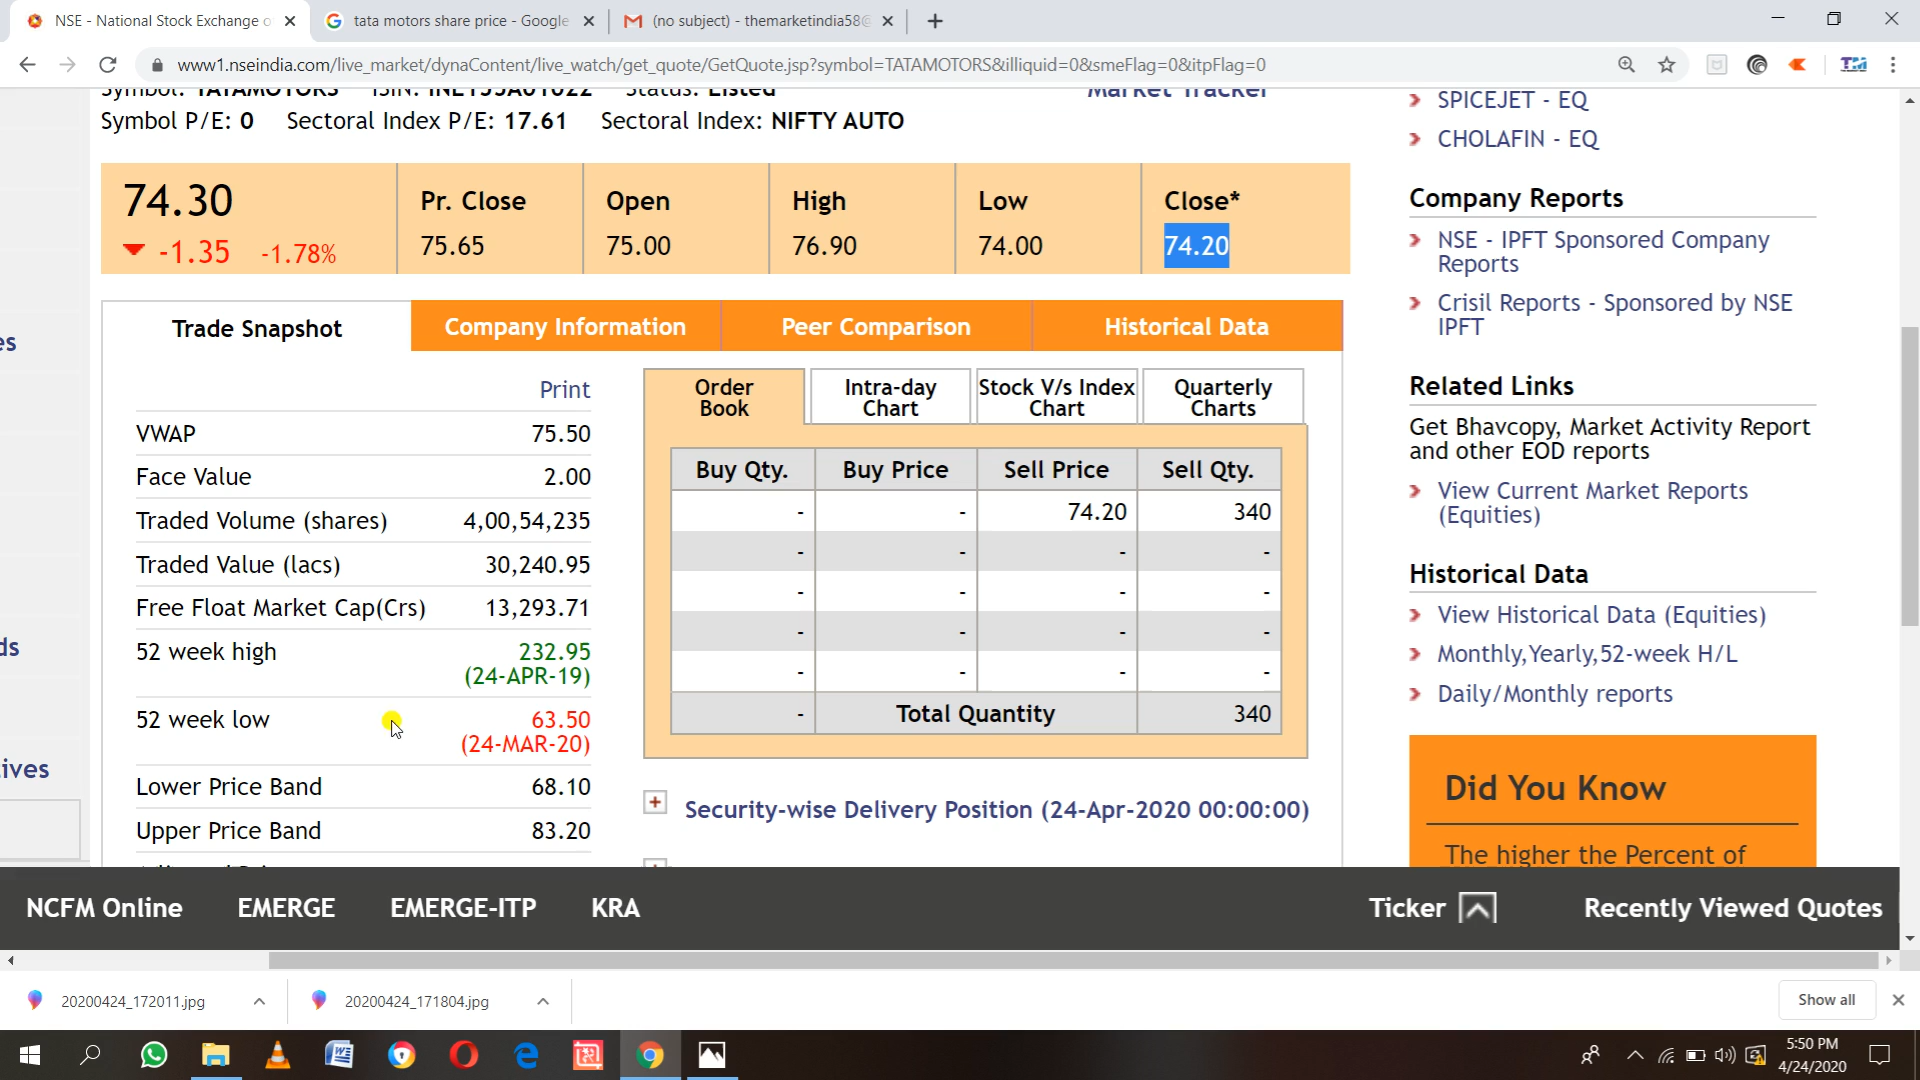 NSE - National Stock Exchange o
tata motors share price - Google
(no subject) - themarketindia58@
www1.nseindia.com/live_market/dynaContent/live_watch/get_quote/GetQuote.jsp?symbol=TATAMOTORS&illiquid=0&smeFlag=0&itpFlag=0
Symbol: TATAMOTORS ISIN: INE155A01022 Status: Listed
Market Tracker
Symbol P/E: 0 Sectoral Index P/E: 17.61 Sectoral Index: NIFTY AUTO
74.30
-1.35 -1.78%
Pr. Close
75.65
Open
75.00
High
76.90
Low
74.00
Close*
74.20
Trade Snapshot
Company Information
Peer Comparison
Historical Data
Print
VWAP 75.50
Face Value 2.00
Traded Volume (shares) 4,00,54,235
Traded Value (lacs) 30,240.95
Free Float Market Cap(Crs) 13,293.71
52 week high 232.95
(24-APR-19)
52 week low 63.50
(24-MAR-20)
Lower Price Band 68.10
Upper Price Band 83.20
Order
Book
Intra-day
Chart
Stock V/s Index
Chart
Quarterly
Charts
Buy Qty. Buy Price Sell Price Sell Qty.
- - 74.20 340
- - - -
- - - -
- - - -
- - - -
- Total Quantity 340
Security-wise Delivery Position (24-Apr-2020 00:00:00)
SPICEJET - EQ
CHOLAFIN - EQ
Company Reports
NSE - IPFT Sponsored Company
Reports
Crisil Reports - Sponsored by NSE
IPFT
Related Links
Get Bhavcopy, Market Activity Report
and other EOD reports
View Current Market Reports
(Equities)
Historical Data
View Historical Data (Equities)
Monthly,Yearly,52-week H/L
Daily/Monthly reports
Did You Know
The higher the Percent of
es
ds
ives
NCFM Online EMERGE EMERGE-ITP KRA Ticker Recently Viewed Quotes
20200424_172011.jpg
20200424_171804.jpg
Show all
5:50 PM
4/24/2020